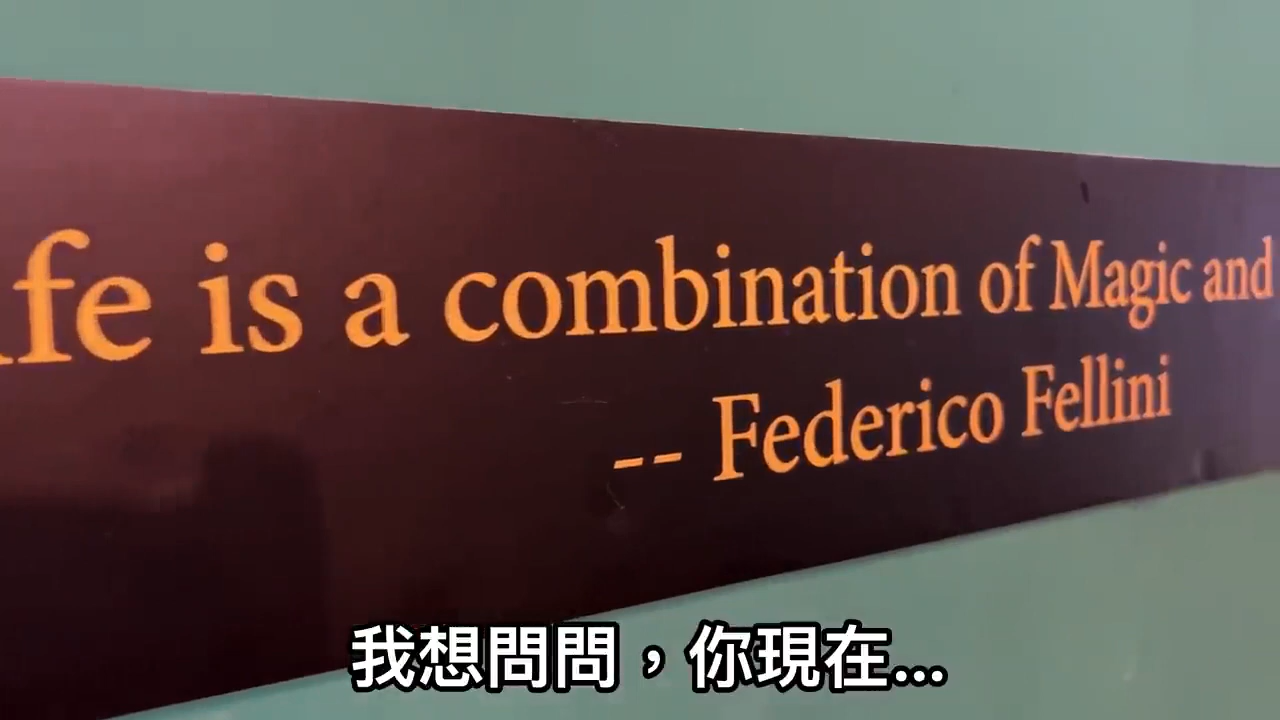 ife is a combination of Magic and
-- Federico Fellini
我想問問，你現在...